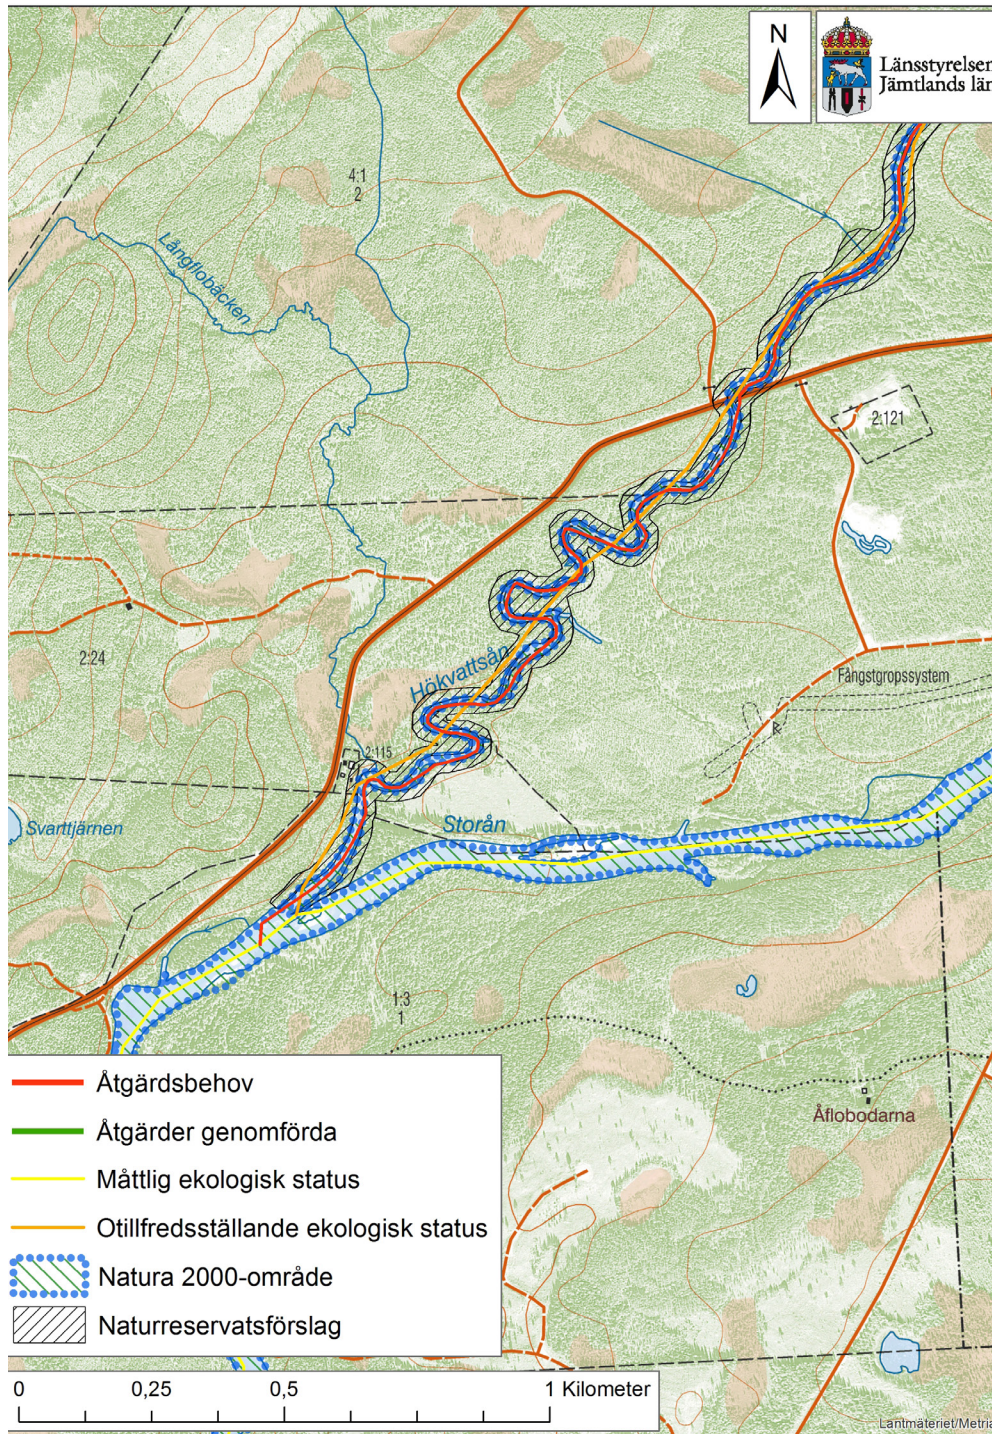 N
Länsstyrelsen
Jämtlands län
4:1
2
Långflobäcken
2:121
2:24
Hökvattsån
Fångstgropssystem
R
2:115
Storån
Svarttjärnen
1:3
1
Åflobodarna
Åtgärdsbehov
Åtgärder genomförda
Måttlig ekologisk status
Otillfredsställande ekologisk status
Natura 2000-område
Naturreservatsförslag
0 0,25 0,5 1 Kilometer
Lantmäteriet/Metria